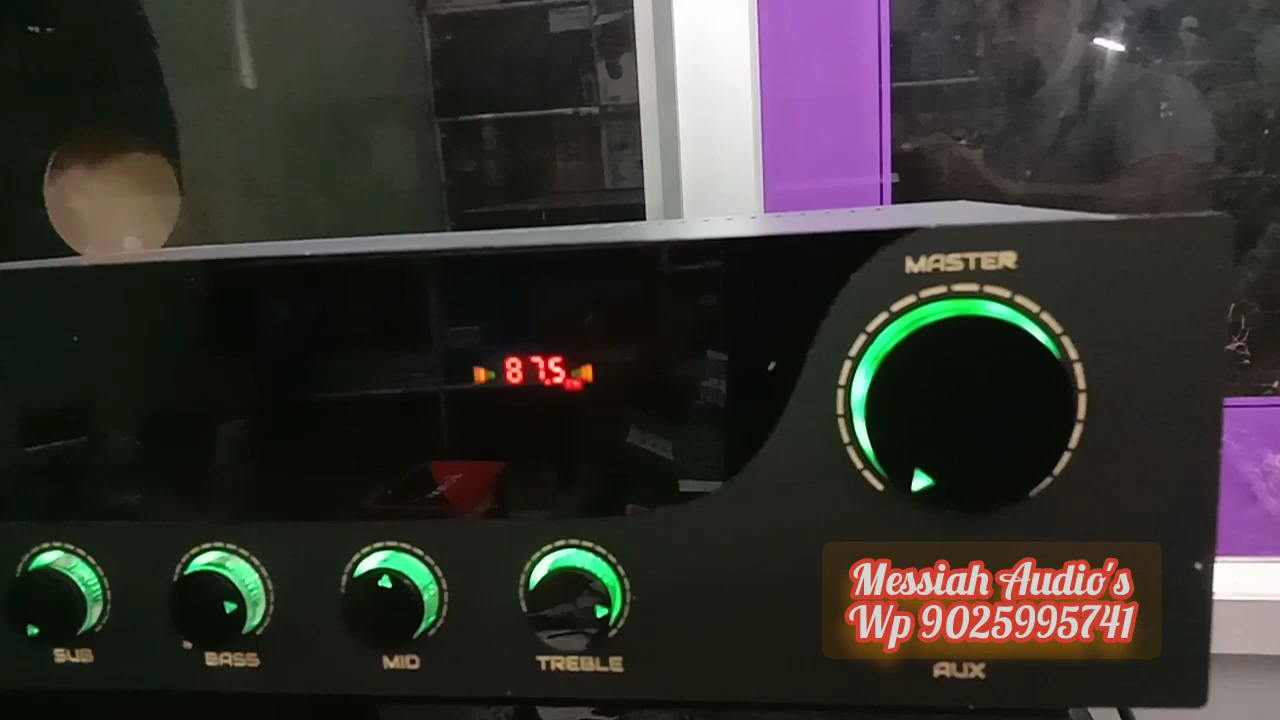 MASTER
87.5
SUB
BASS
MID
TREBLE
Messiah Audio's
Wp 9025995741
AUX